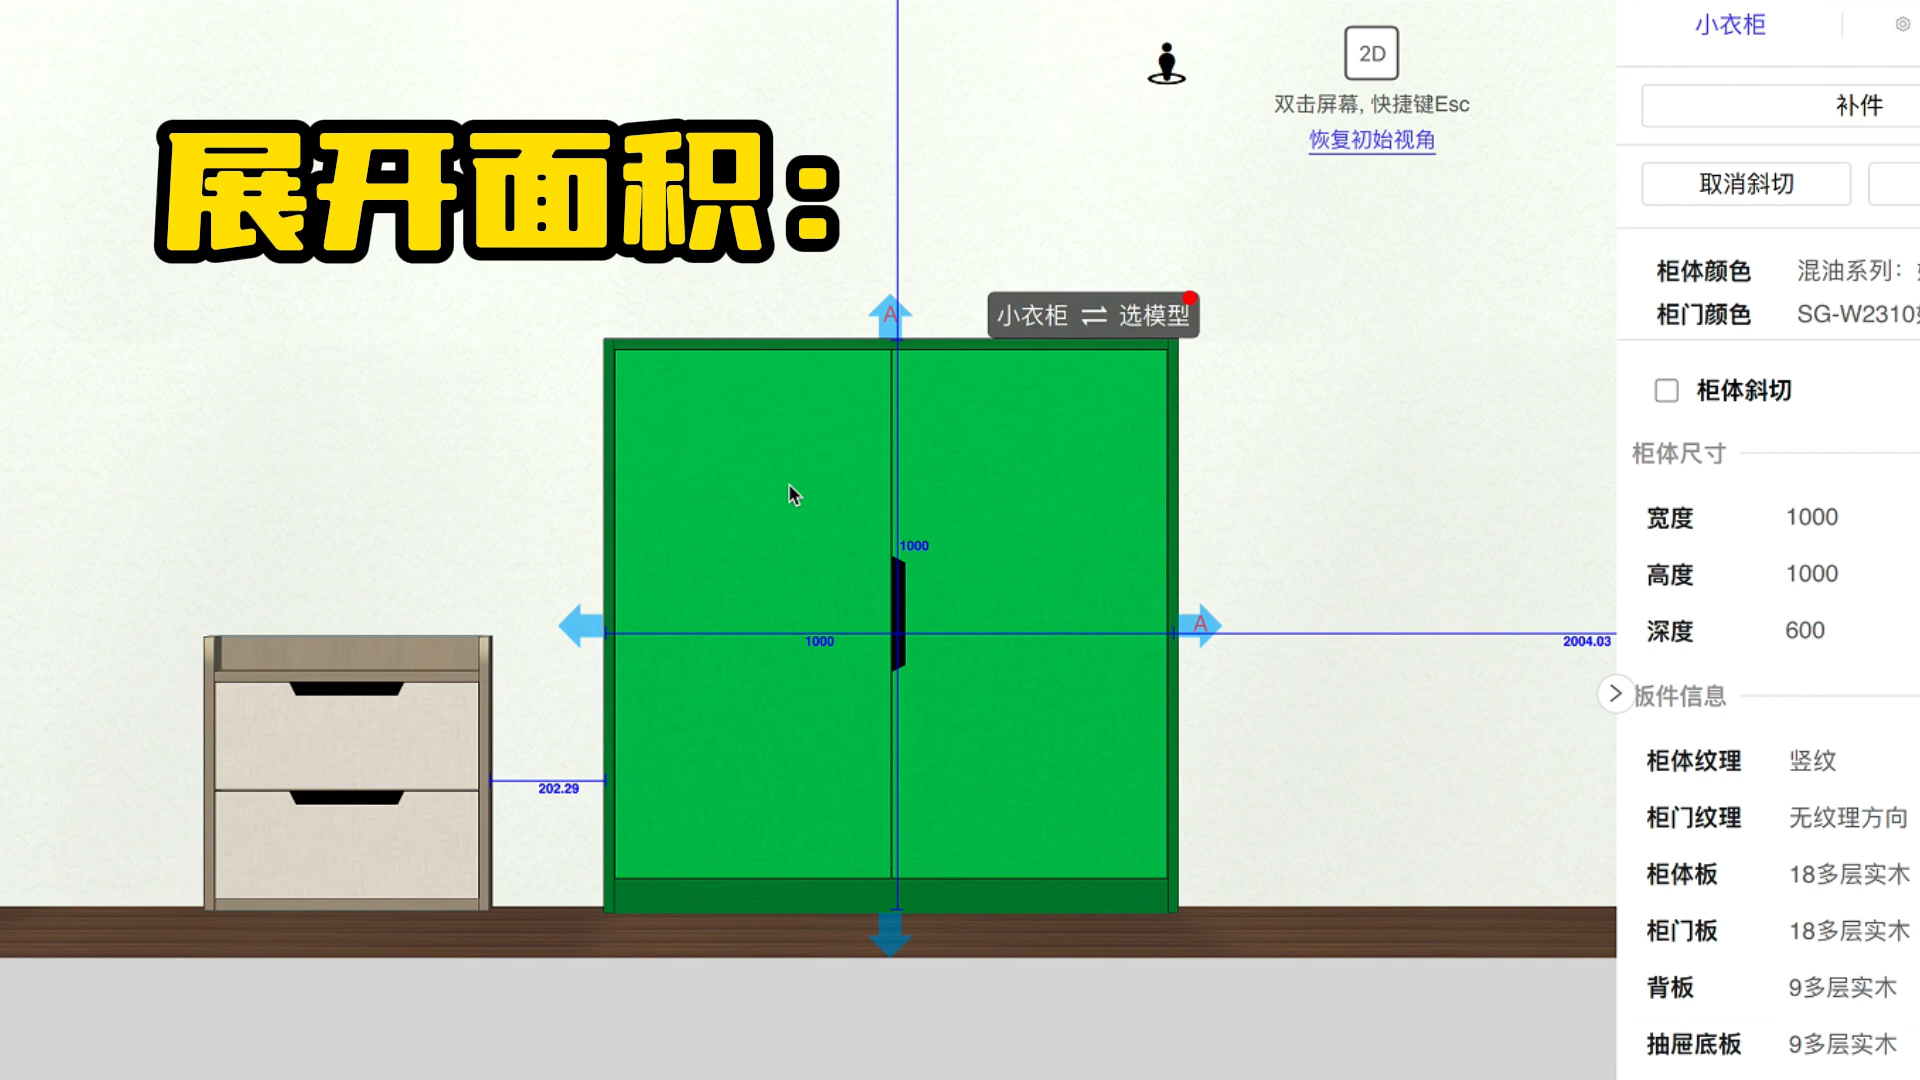 小衣柜
2D
补件
双击屏幕, 快捷键Esc
恢复初始视角
展开面积:
取消斜切
柜体颜色 混油系列:
柜门颜色 SG-W2310
小衣柜 ⇌ 选模型
A
柜体斜切
柜体尺寸
宽度 1000
1000
高度 1000
A
深度 600
1000
2004.03
板件信息
柜体纹理 竖纹
202.29
柜门纹理 无纹理方向
柜体板 18多层实木
柜门板 18多层实木
背板 9多层实木
抽屉底板 9多层实木